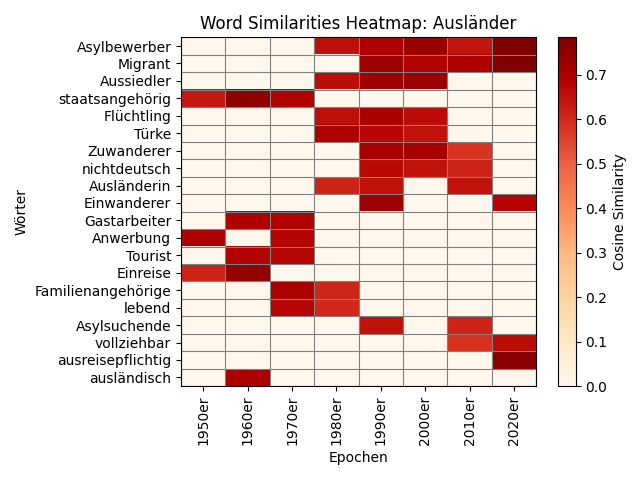 Word Similarities Heatmap: Ausländer
Asylbewerber
Migrant
Aussiedler
staatsangehörig
Flüchtling
Türke
Zuwanderer
nichtdeutsch
Ausländerin
Einwanderer
Gastarbeiter
Anwerbung
Tourist
Einreise
Familienangehörige
lebend
Asylsuchende
vollziehbar
ausreisepflichtig
ausländisch
Wörter
1950er
1960er
1970er
1980er
1990er
2000er
2010er
2020er
Epochen
0.7
0.6
0.5
0.4
0.3
0.2
0.1
0.0
Cosine Similarity